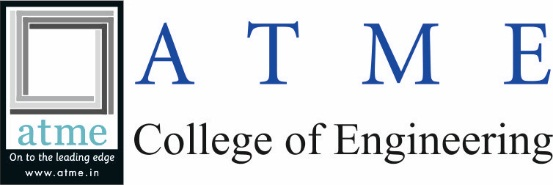 atme
On to the leading edge
www.atme.in
A T M E
College of Engineering